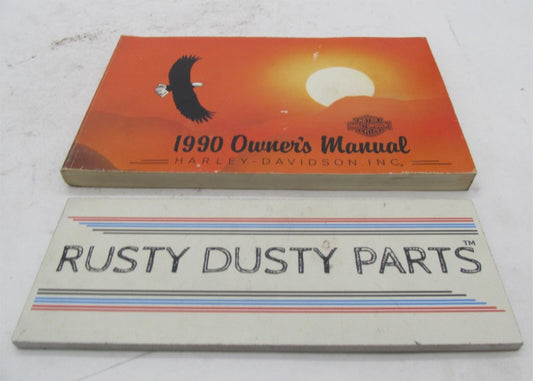 1990 Owner's Manual
HARLEY-DAVIDSON, INC.
RUSTY DUSTY PARTS™